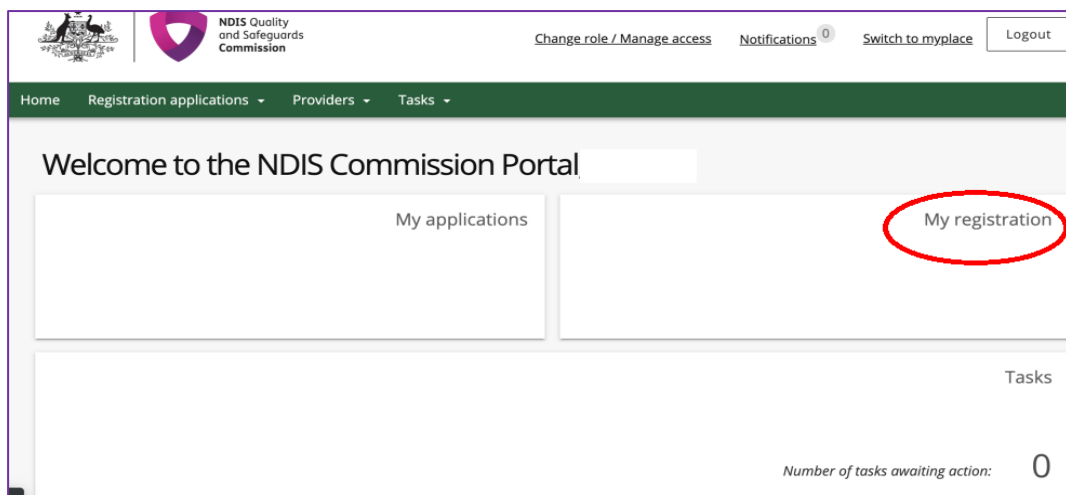 NDIS Quality
and Safeguards
Commission
Change role / Manage access Notifications 0 Switch to myplace Logout
Home Registration applications Providers Tasks
Welcome to the NDIS Commission Portal
My applications My registration
Tasks
Number of tasks awaiting action: 0